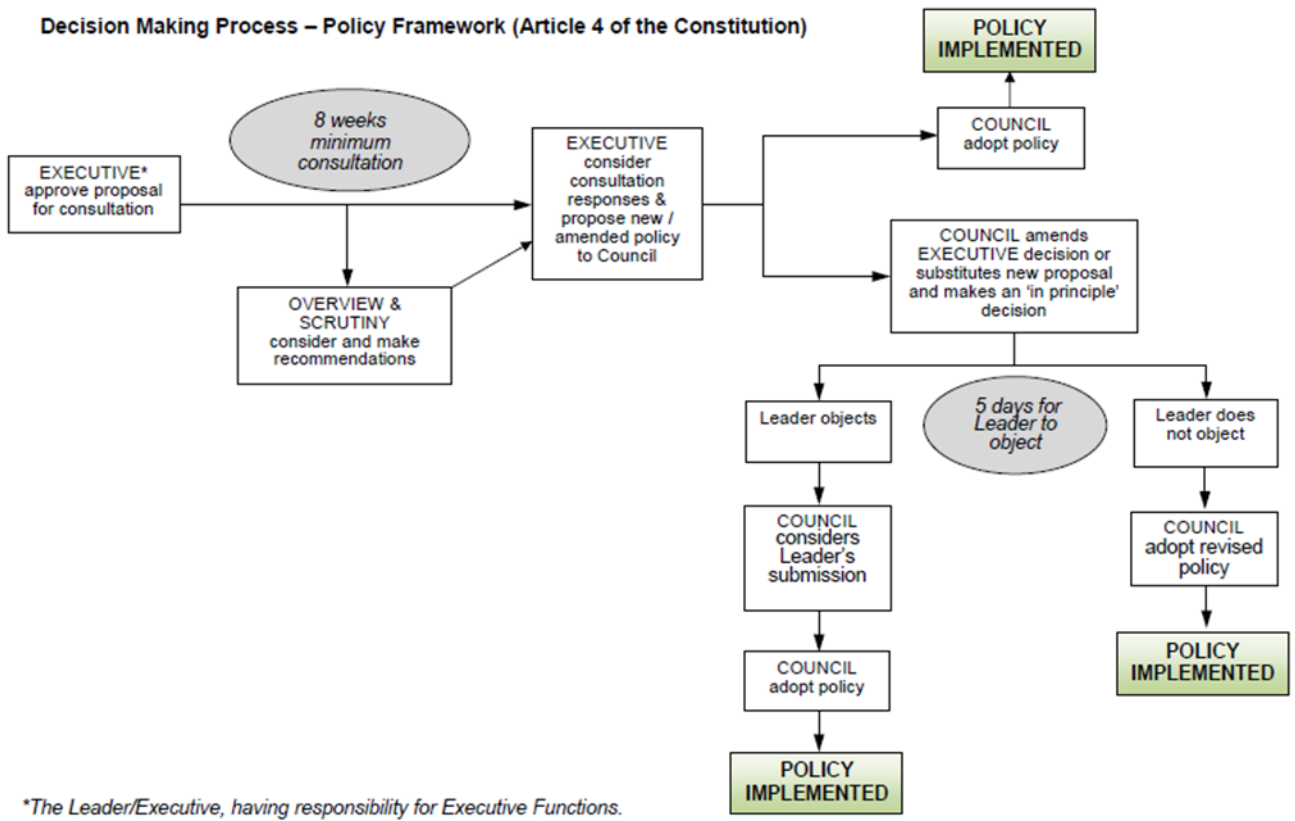 Decision Making Process – Policy Framework (Article 4 of the Constitution)
POLICY
IMPLEMENTED
8 weeks
minimum
consultation
EXECUTIVE*
approve proposal
for consultation
EXECUTIVE
consider
consultation
responses &
propose new /
amended policy
to Council
COUNCIL
adopt policy
OVERVIEW &
SCRUTINY
consider and make
recommendations
COUNCIL amends
EXECUTIVE decision or
substitutes new proposal
and makes an ‘in principle’
decision
Leader objects
5 days for
Leader to
object
Leader does
not object
COUNCIL
considers
Leader’s
submission
COUNCIL
adopt revised
policy
COUNCIL
adopt policy
POLICY
IMPLEMENTED
POLICY
IMPLEMENTED
*The Leader/Executive, having responsibility for Executive Functions.